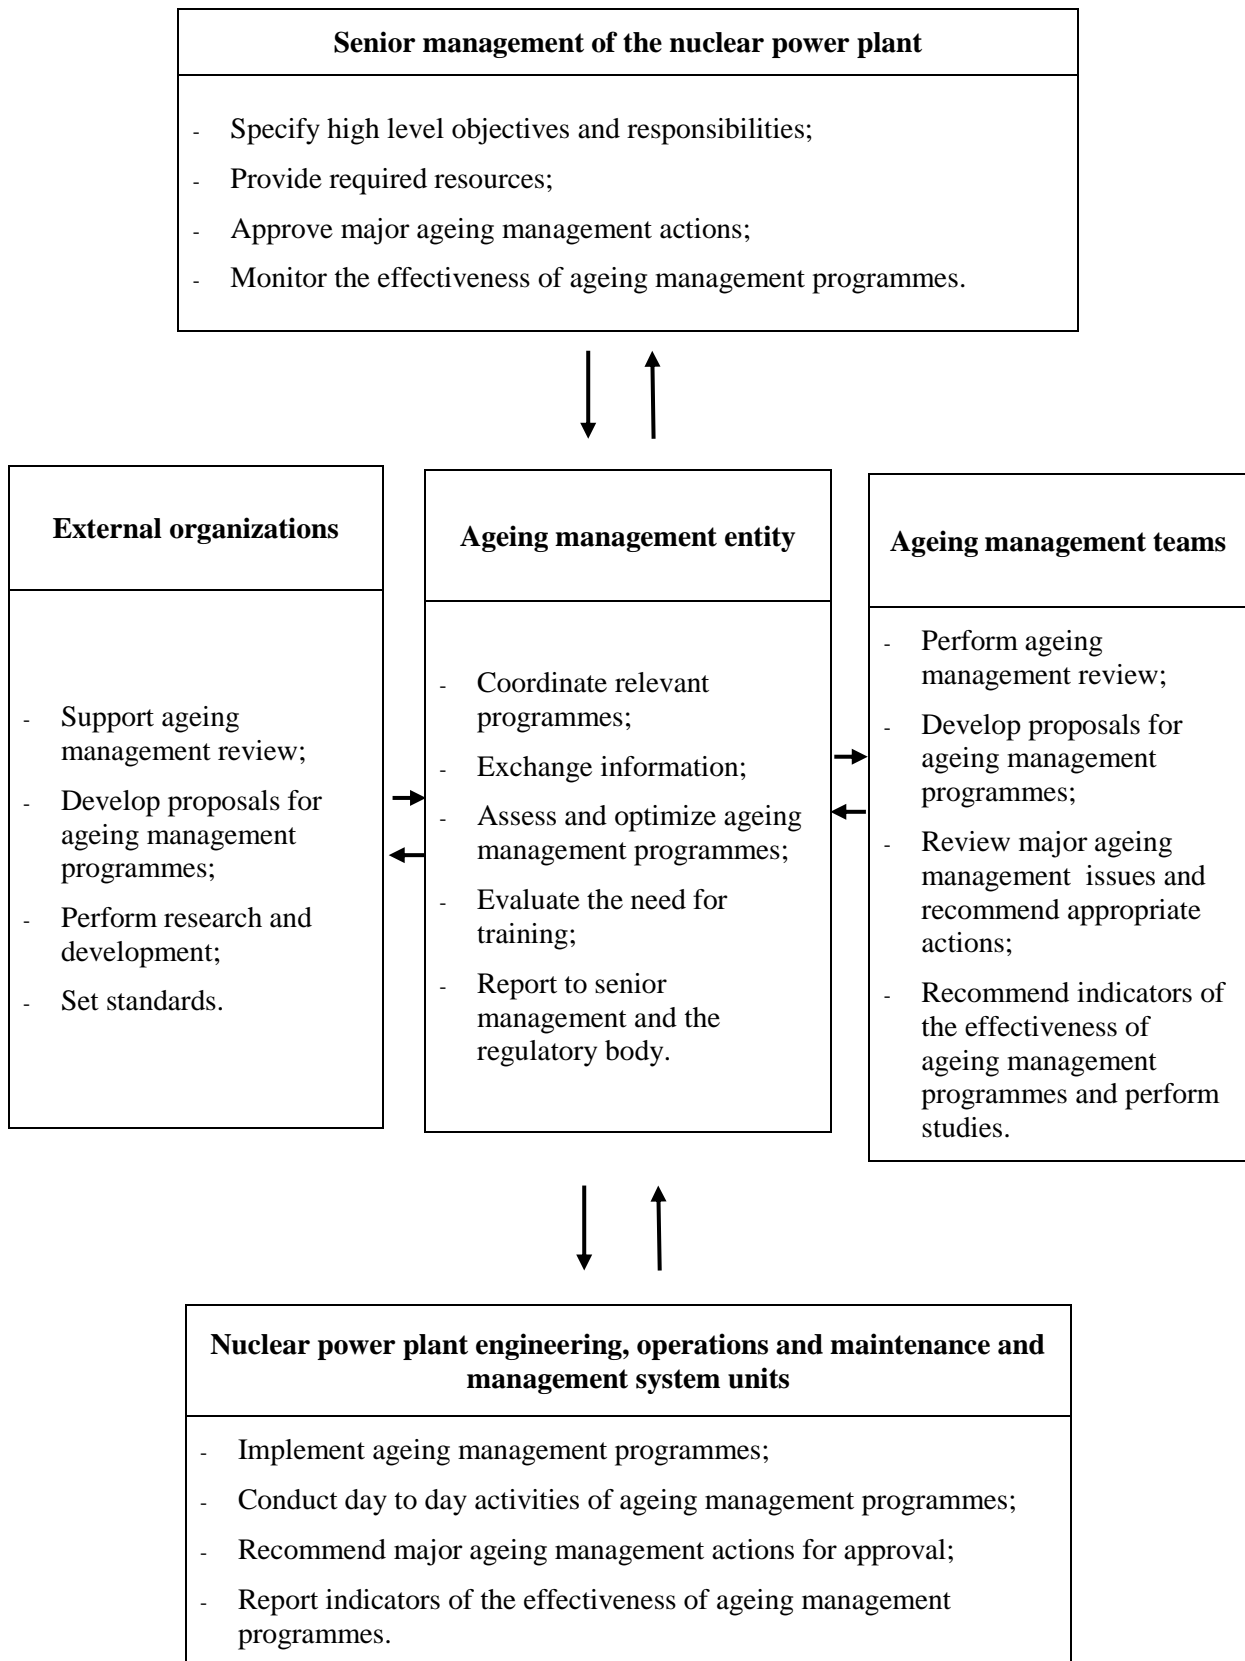 Senior management of the nuclear power plant
- Specify high level objectives and responsibilities;
- Provide required resources;
- Approve major ageing management actions;
- Monitor the effectiveness of ageing management programmes.
External organizations
- Support ageing
management review;
- Develop proposals for
ageing management
programmes;
- Perform research and
development;
- Set standards.
Ageing management entity
- Coordinate relevant
programmes;
- Exchange information;
- Assess and optimize ageing
management programmes;
- Evaluate the need for
training;
- Report to senior
management and the
regulatory body.
Ageing management teams
- Perform ageing
management review;
- Develop proposals for
ageing management
programmes;
- Review major ageing
management issues and
recommend appropriate
actions;
- Recommend indicators of
the effectiveness of
ageing management
programmes and perform
studies.
Nuclear power plant engineering, operations and maintenance and
management system units
- Implement ageing management programmes;
- Conduct day to day activities of ageing management programmes;
- Recommend major ageing management actions for approval;
- Report indicators of the effectiveness of ageing management
programmes.